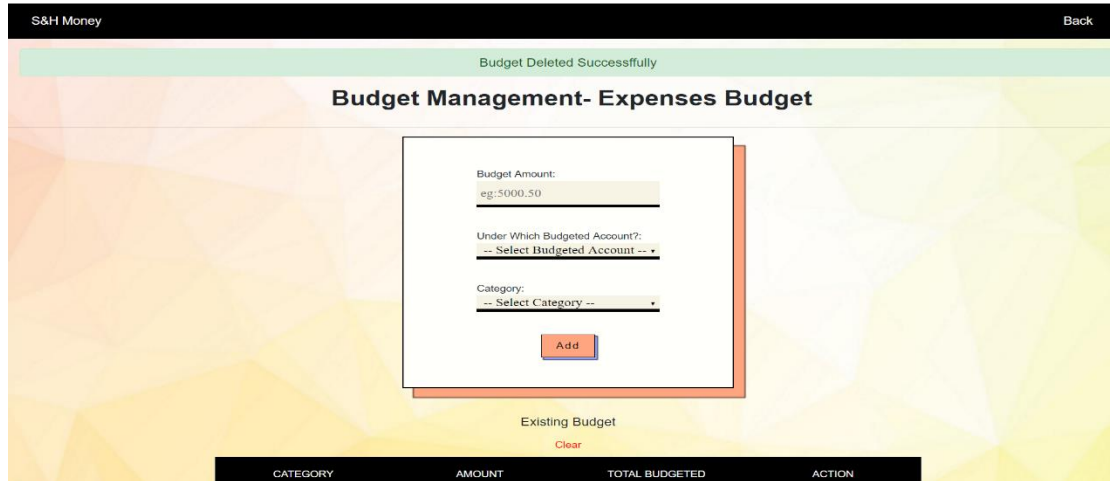 S&H Money Back
Budget Deleted Successffully
Budget Management- Expenses Budget
Budget Amount:
eg:5000.50
Under Which Budgeted Account?:
-- Select Budgeted Account --
Category:
-- Select Category --
Add
Existing Budget
Clear
CATEGORY AMOUNT TOTAL BUDGETED ACTION